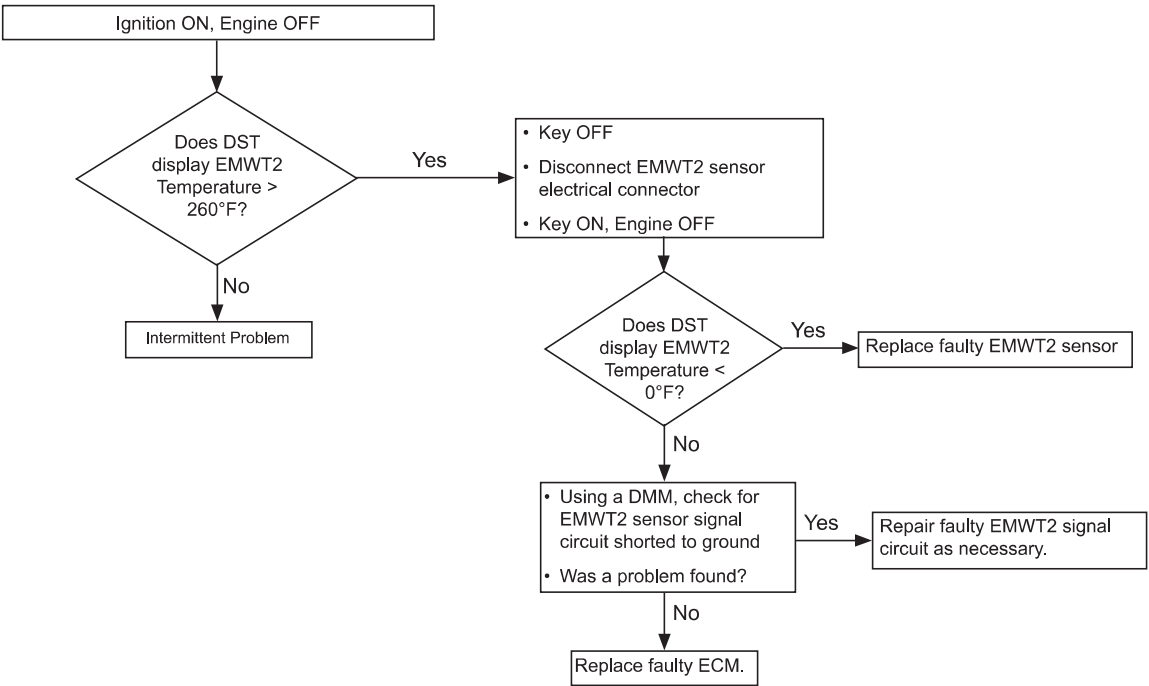 Ignition ON, Engine OFF
Does DST
display EMWT2
Temperature >
260°F?
Yes
No
Intermittent Problem
• Key OFF
• Disconnect EMWT2 sensor
electrical connector
• Key ON, Engine OFF
Does DST
display EMWT2
Temperature <
0°F?
Yes
Replace faulty EMWT2 sensor
No
• Using a DMM, check for
EMWT2 sensor signal
circuit shorted to ground
• Was a problem found?
Yes
Repair faulty EMWT2 signal
circuit as necessary.
No
Replace faulty ECM.